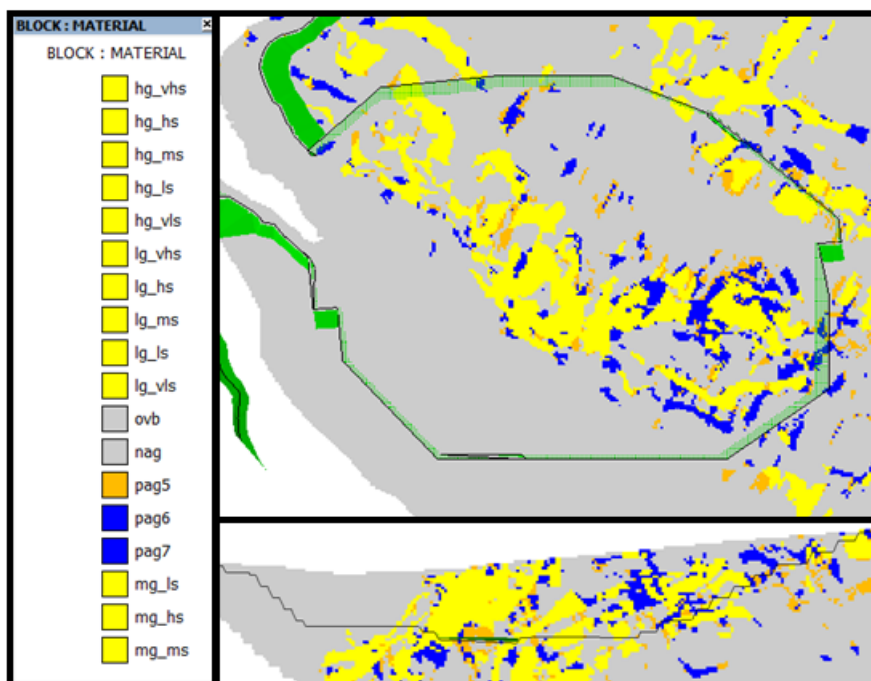 BLOCK : MATERIAL
BLOCK : MATERIAL
hg_vhs
hg_hs
hg_ms
hg_ls
hg_vls
lg_vhs
lg_hs
lg_ms
lg_ls
lg_vls
ovb
nag
pag5
pag6
pag7
mg_ls
mg_hs
mg_ms